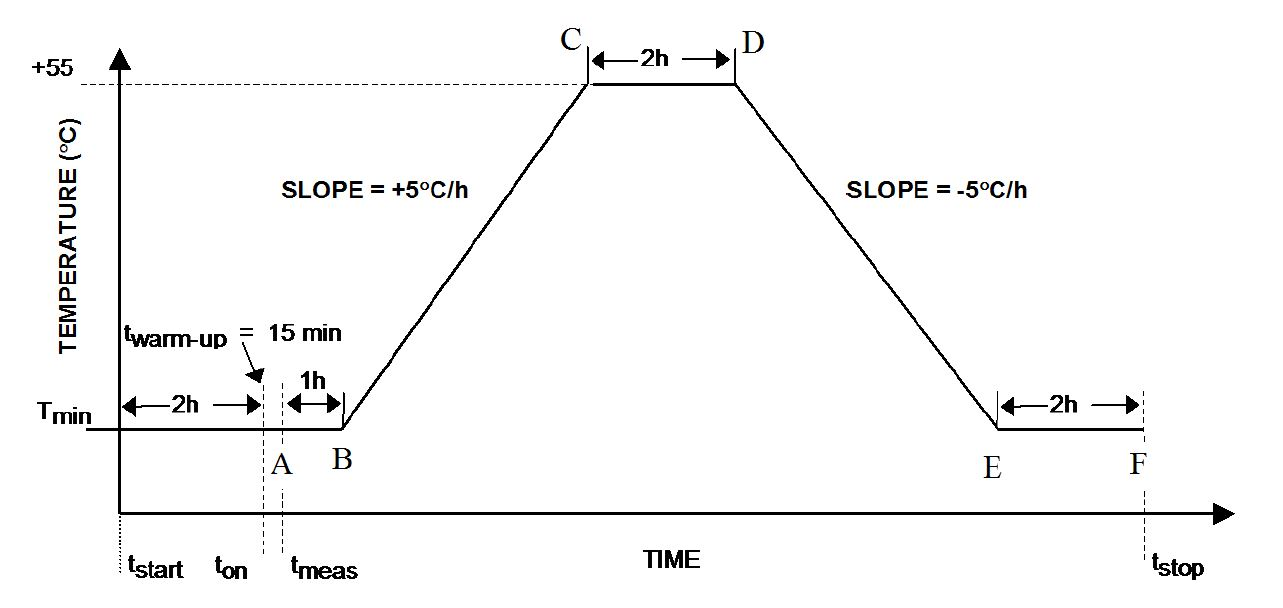 C
2h
D
+55
TEMPERATURE (°C)
SLOPE = +5°C/h
SLOPE = -5°C/h
twarm-up = 15 min
1h
2h
2h
Tmin
A
B
E
F
tstart
ton
tmeas
TIME
tstop